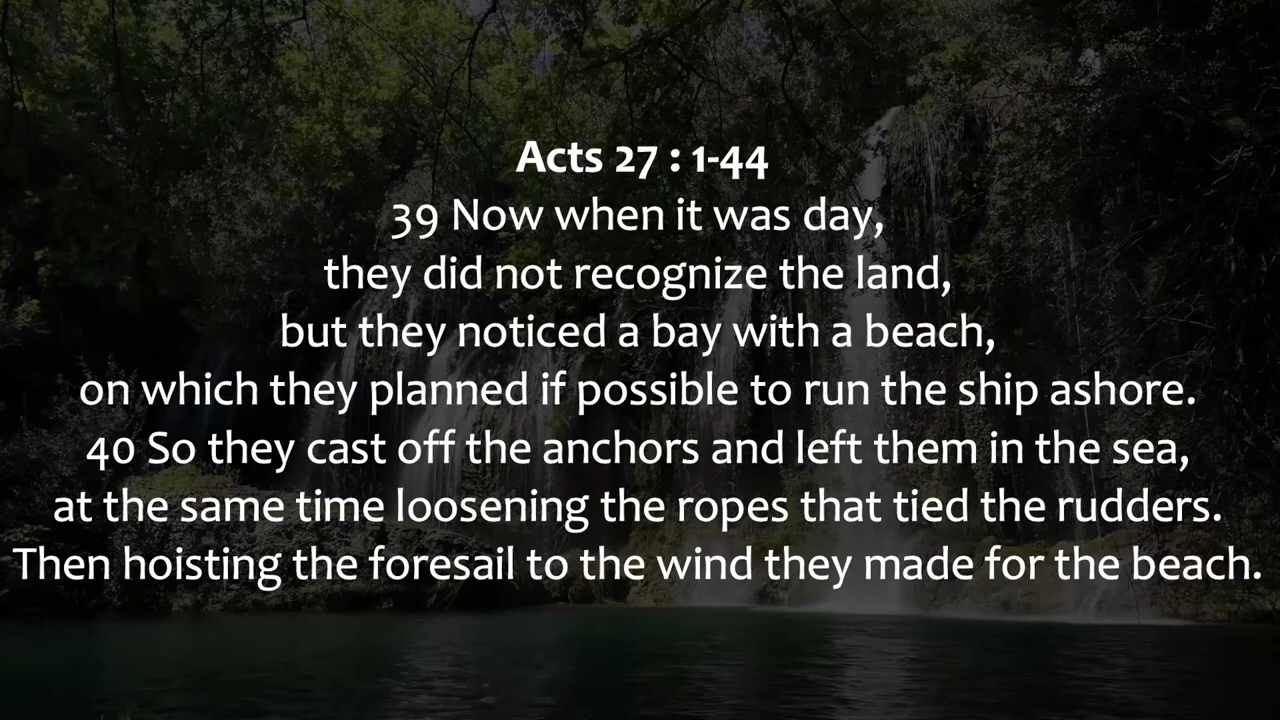 Acts 27 : 1-44
39 Now when it was day,
they did not recognize the land,
but they noticed a bay with a beach,
on which they planned if possible to run the ship ashore.
40 So they cast off the anchors and left them in the sea,
at the same time loosening the ropes that tied the rudders.
Then hoisting the foresail to the wind they made for the beach.